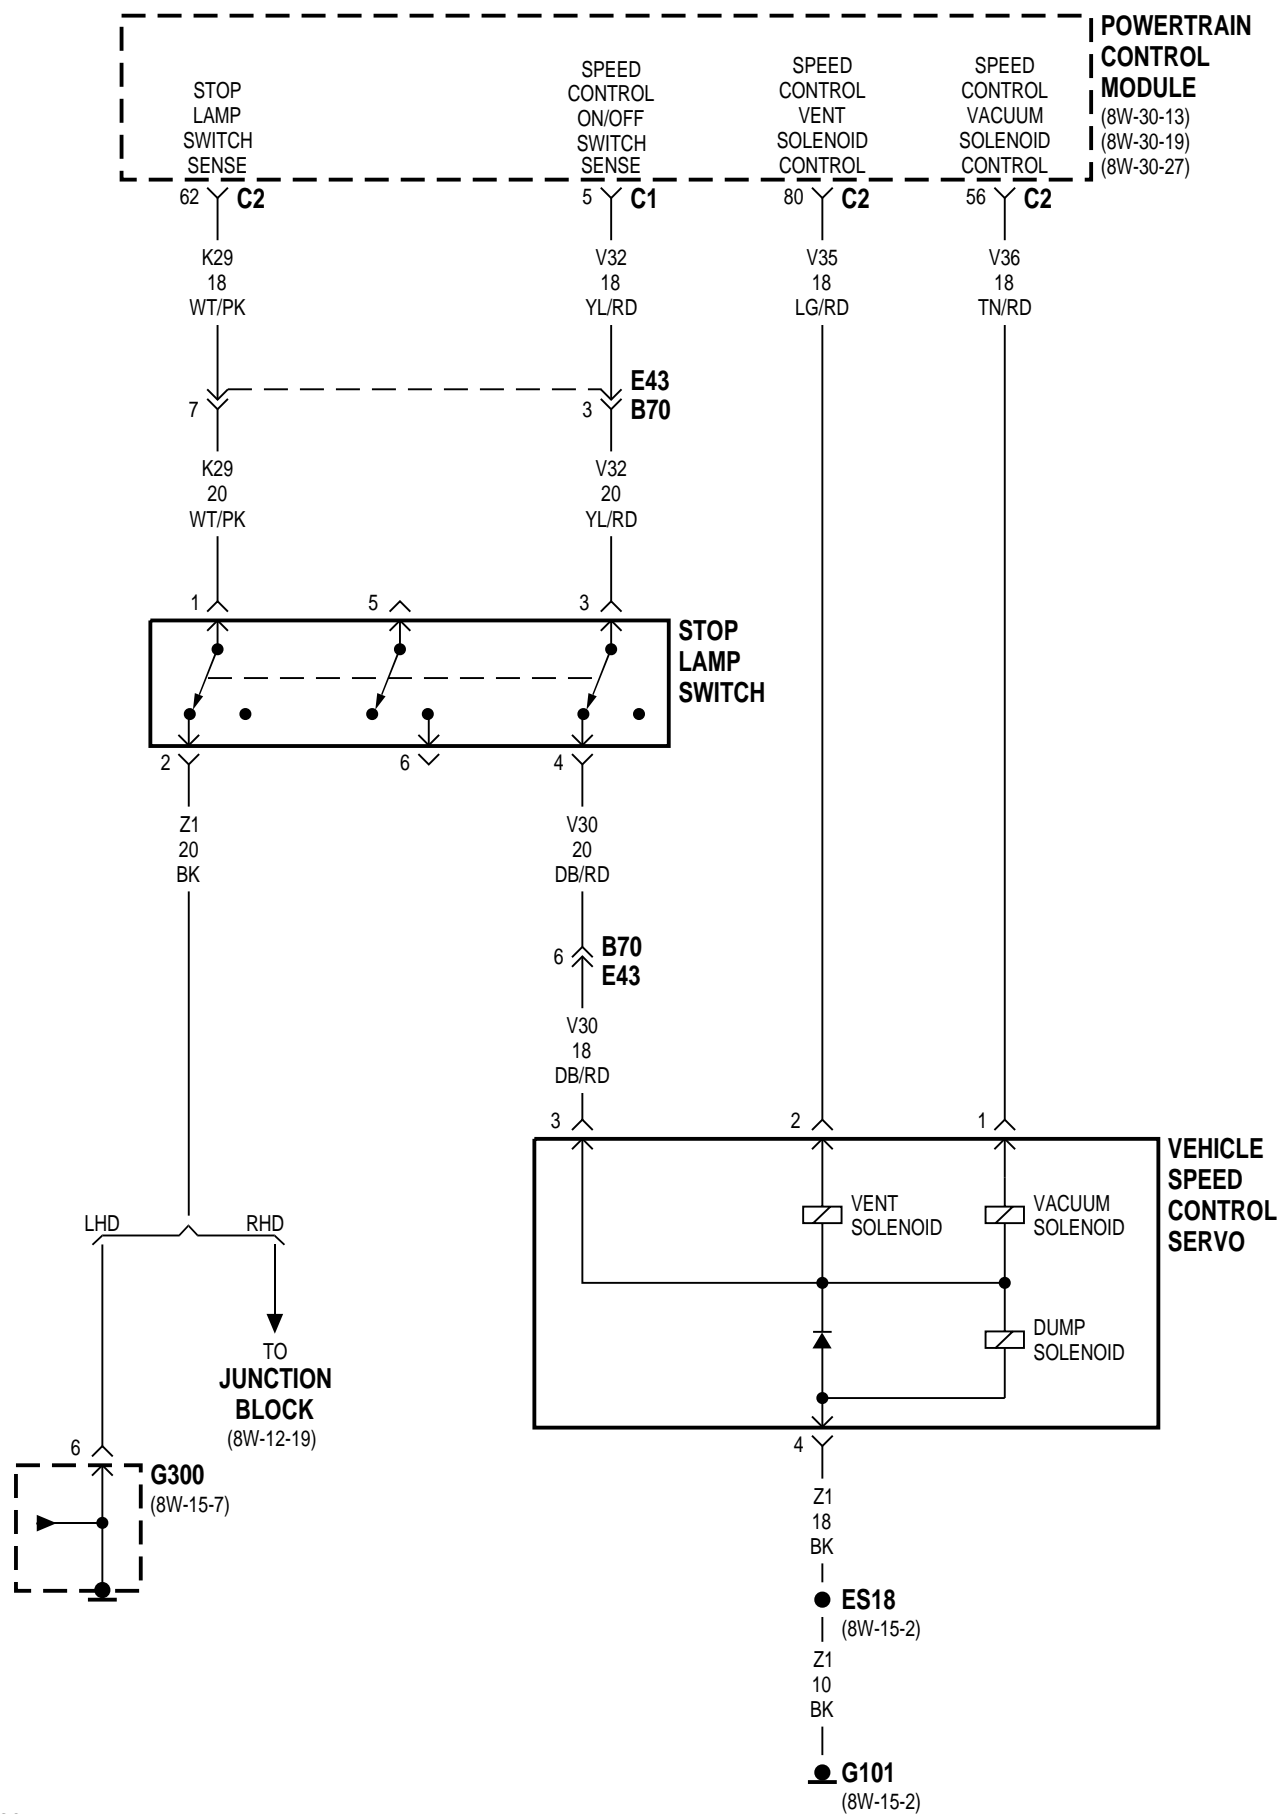 POWERTRAIN
CONTROL
MODULE
(8W-30-13)
(8W-30-19)
(8W-30-27)
STOP
LAMP
SWITCH
SENSE
SPEED
CONTROL
ON/OFF
SWITCH
SENSE
SPEED
CONTROL
VENT
SOLENOID
CONTROL
SPEED
CONTROL
VACUUM
SOLENOID
CONTROL
62 C2
5 C1
80 C2
56 C2
K29
18
WT/PK
V32
18
YL/RD
V35
18
LG/RD
V36
18
TN/RD
7
3
E43
B70
K29
20
WT/PK
V32
20
YL/RD
1
5
3
STOP
LAMP
SWITCH
2
6
4
Z1
20
BK
V30
20
DB/RD
6
B70
E43
V30
18
DB/RD
3
2
1
VEHICLE
SPEED
CONTROL
SERVO
VENT
SOLENOID
VACUUM
SOLENOID
DUMP
SOLENOID
LHD
RHD
TO
JUNCTION
BLOCK
(8W-12-19)
6
G300
(8W-15-7)
4
Z1
18
BK
ES18
(8W-15-2)
Z1
10
BK
G101
(8W-15-2)